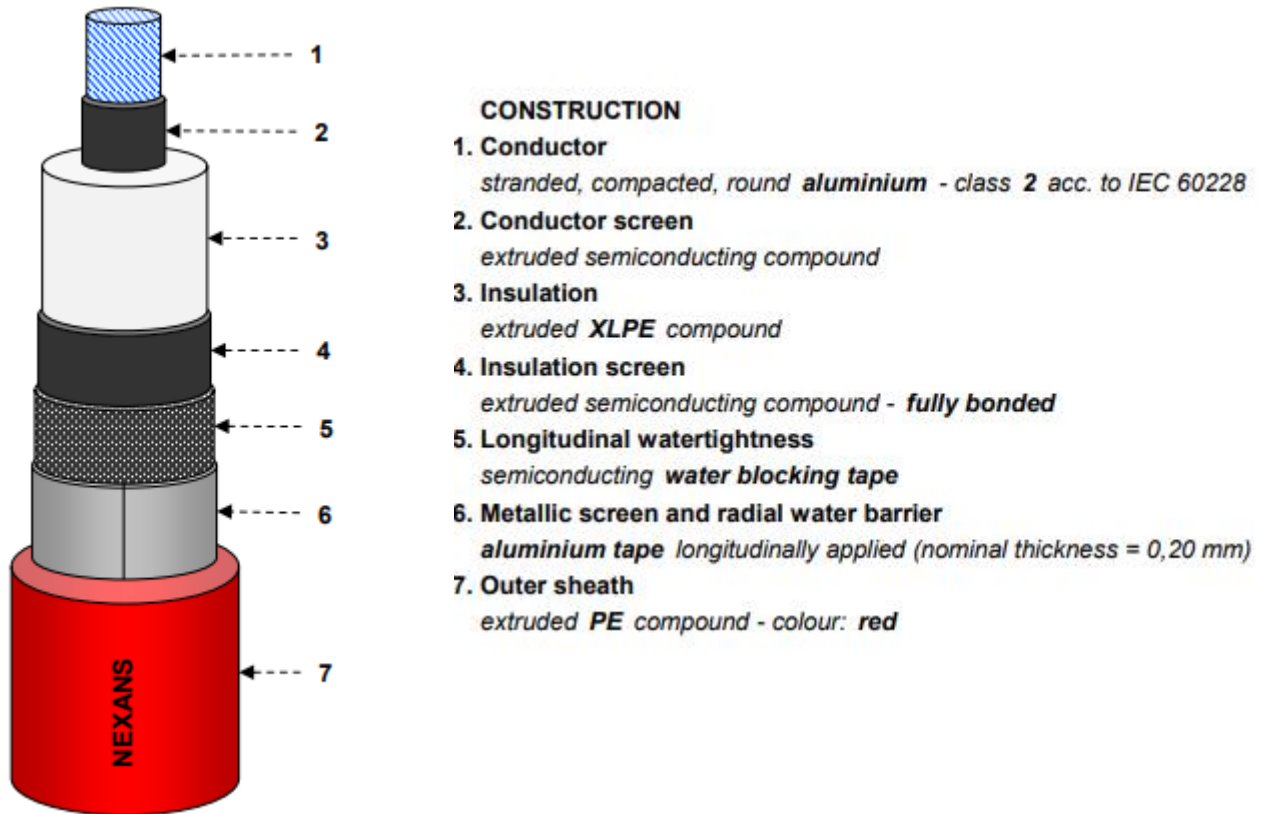 1
2
3
4
5
6
7
NEXANS
CONSTRUCTION
1. Conductor
stranded, compacted, round aluminium - class 2 acc. to IEC 60228
2. Conductor screen
extruded semiconducting compound
3. Insulation
extruded XLPE compound
4. Insulation screen
extruded semiconducting compound - fully bonded
5. Longitudinal watertightness
semiconducting water blocking tape
6. Metallic screen and radial water barrier
aluminium tape longitudinally applied (nominal thickness = 0,20 mm)
7. Outer sheath
extruded PE compound - colour: red